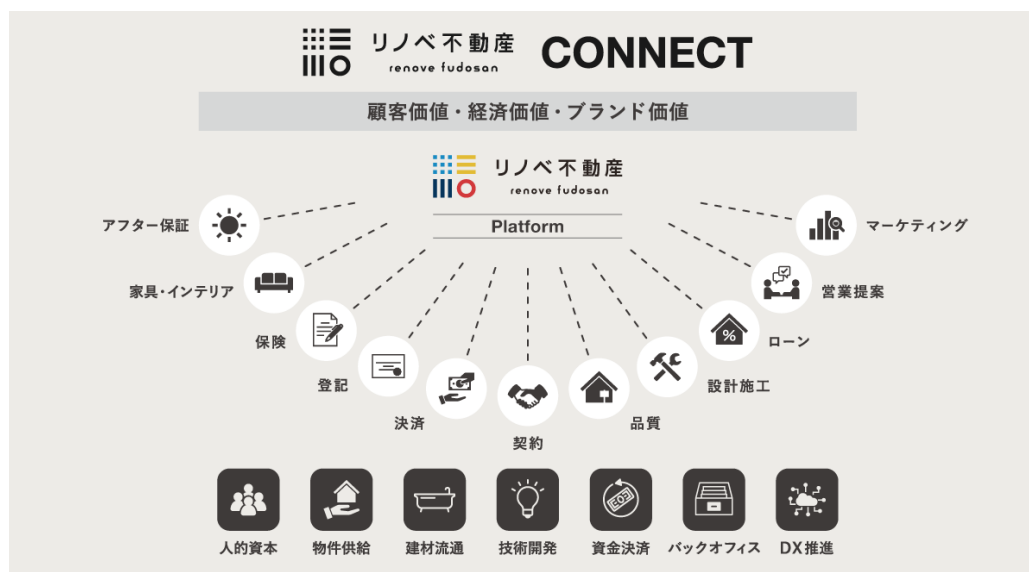 リノベ不動産 CONNECT
renove fudosan
顧客価値・経済価値・ブランド価値
リノベ不動産
renove fudosan
Platform
アフター保証
マーケティング
家具・インテリア
営業提案
保険
ローン
登記
設計施工
決済
品質
契約
人的資本
物件供給
建材流通
技術開発
資金決済
バックオフィス
DX推進